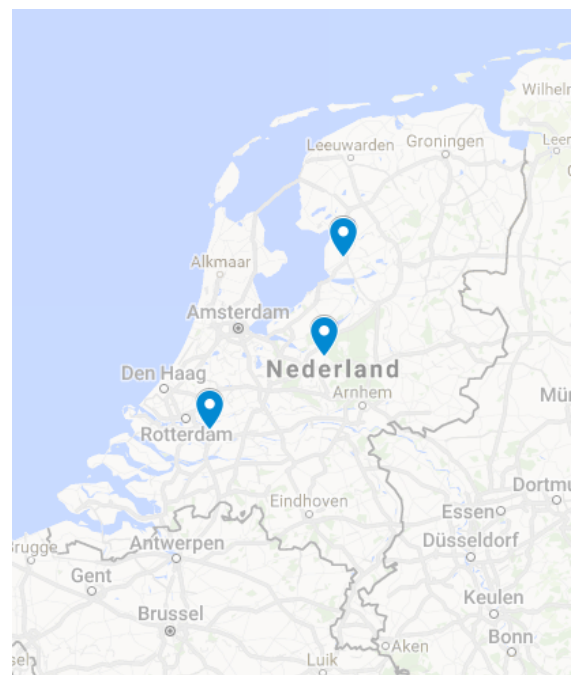 Wilhelm
Leeuwarden
Groningen
Leer
Alkmaar
Amsterdam
Nederland
Den Haag
Arnhem
Mün
Rotterdam
Eindhoven
Dortmu
Essen
Antwerpen
Brugge
Düsseldorf
Gent
Keulen
Brussel
Bonn
Aken
sel
Luik